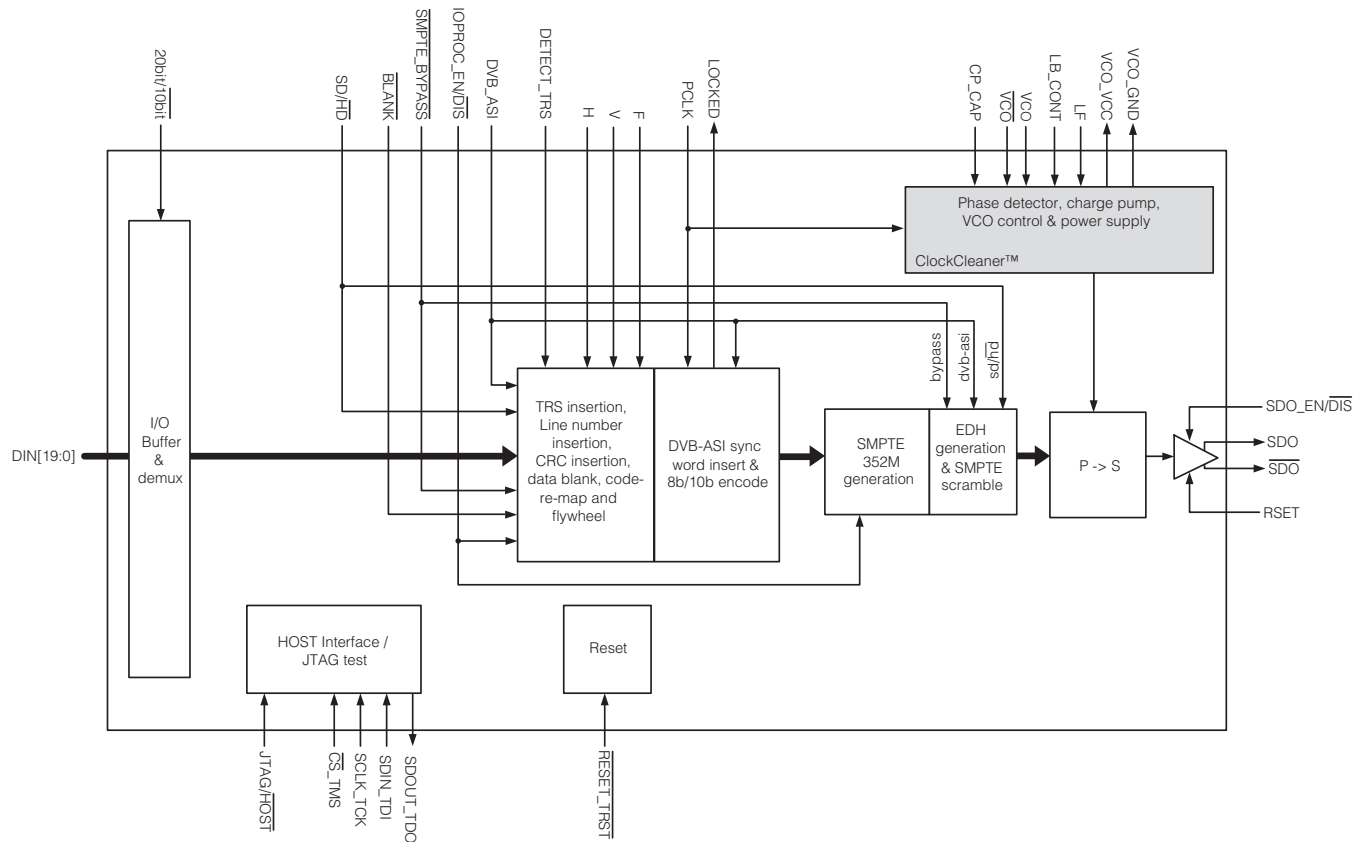 20bit/10bit
SD/HD
BLANK
SMPTE_BYPASS
IOPROC_EN/DIS
DVB_ASI
DETECT_TRS
H
V
F
PCLK
LOCKED
CP_CAP
VCO
VCO
LB_CONT
LF
VCO_VCC
VCO_GND
Phase detector, charge pump,
VCO control & power supply
ClockCleaner™
bypass
dvb-asi
sd/hd
DIN[19:0]
I/O
Buffer
&
demux
TRS insertion,
Line number
insertion,
CRC insertion,
data blank, code-
re-map and
flywheel
DVB-ASI sync
word insert &
8b/10b encode
SMPTE
352M
generation
EDH
generation
& SMPTE
scramble
P -> S
SDO_EN/DIS
SDO
SDO
RSET
HOST Interface /
JTAG test
Reset
JTAG/HOST
CS_TMS
SCLK_TCK
SDIN_TDI
SDOUT_TDO
RESET_TRST